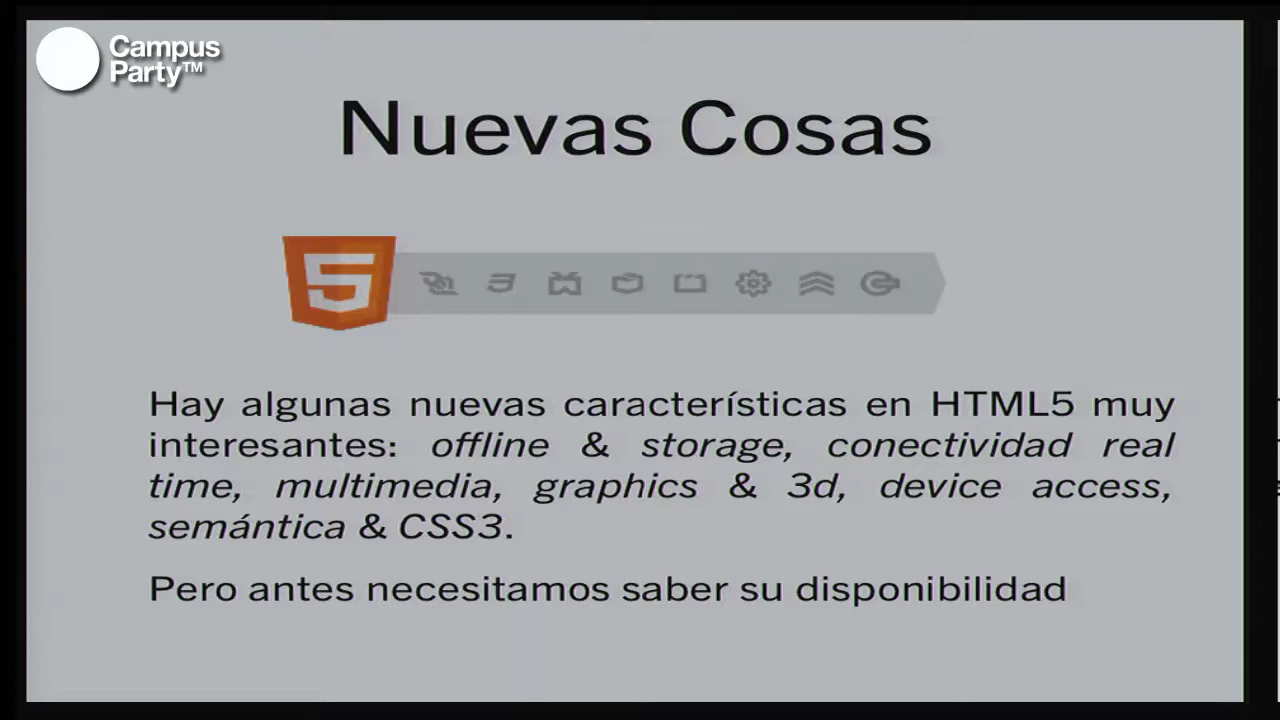 Campus
Party™
Nuevas Cosas
5
Hay algunas nuevas características en HTML5 muy
interesantes: offline & storage, conectividad real
time, multimedia, graphics & 3d, device access,
semántica & CSS3.
Pero antes necesitamos saber su disponibilidad